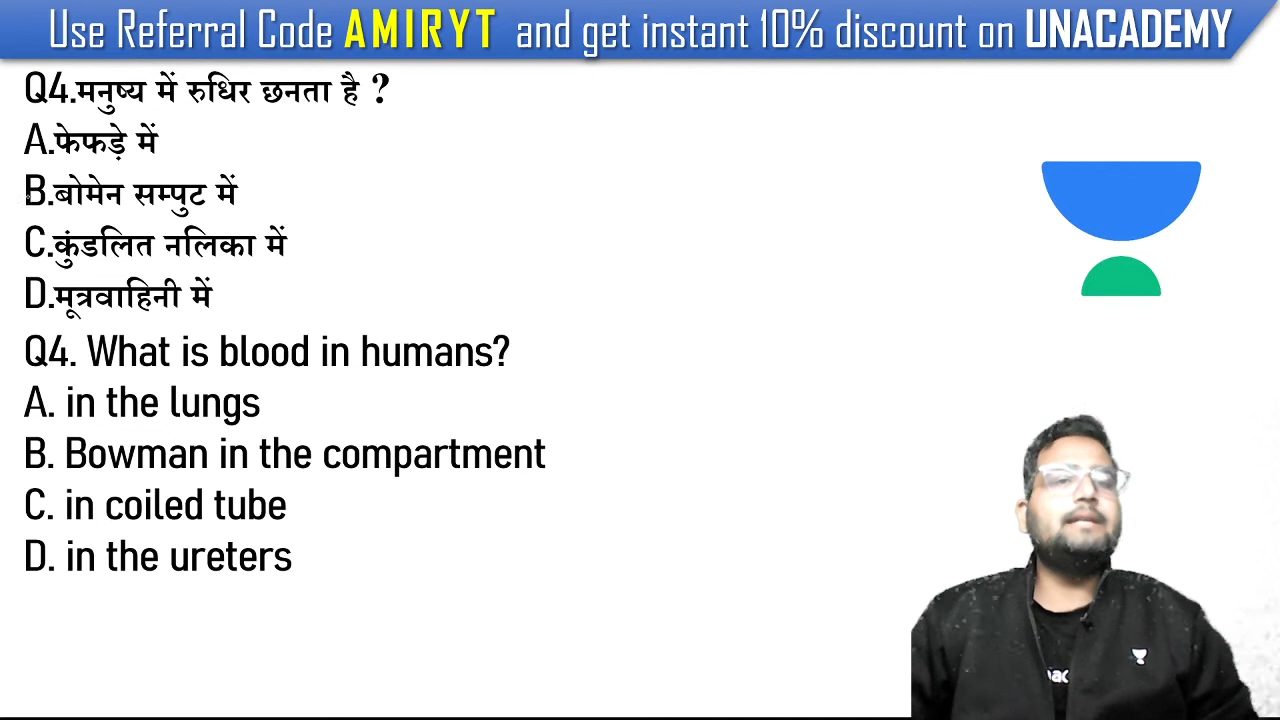 Use Referral Code AMIRYT and get instant 10% discount on UNACADEMY
Q4.मनुष्य में रुधिर छनता है ?
A.फेफड़े में
B.बोमेन सम्पुट में
C.कुंडलित नलिका में
D.मूत्रवाहिनी में
Q4. What is blood in humans?
A. in the lungs
B. Bowman in the compartment
C. in coiled tube
D. in the ureters